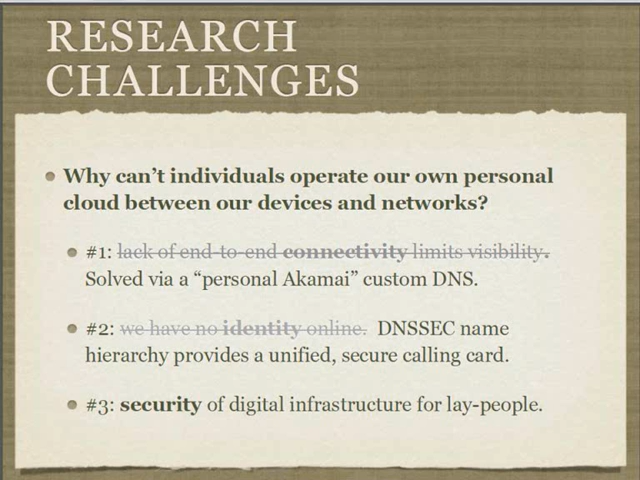 RESEARCH
CHALLENGES
Why can't individuals operate our own personal
cloud between our devices and networks?
#1: lack of end-to-end connectivity limits visibility.
Solved via a “personal Akamai” custom DNS.
#2: we have no identity online. DNSSEC name
hierarchy provides a unified, secure calling card.
#3: security of digital infrastructure for lay-people.